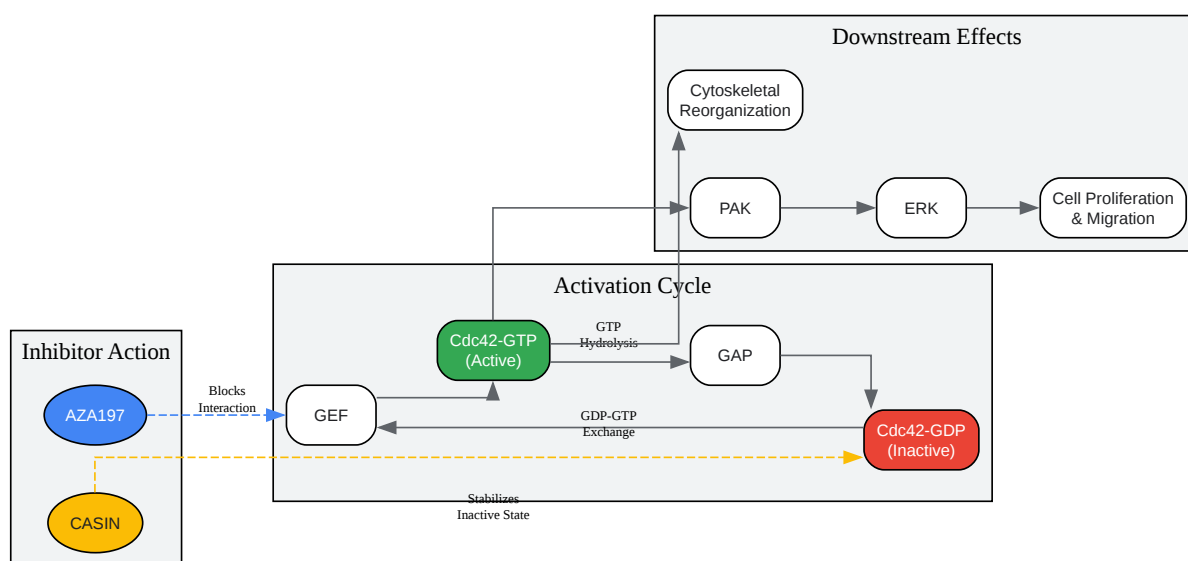 Downstream Effects
Cytoskeletal
Reorganization
PAK
ERK
Cell Proliferation
& Migration
Activation Cycle
Cdc42-GTP
(Active)
GTP
Hydrolysis
GAP
Inhibitor Action
AZA197
Blocks
Interaction
GEF
GDP-GTP
Exchange
Cdc42-GDP
(Inactive)
CASIN
Stabilizes
Inactive State